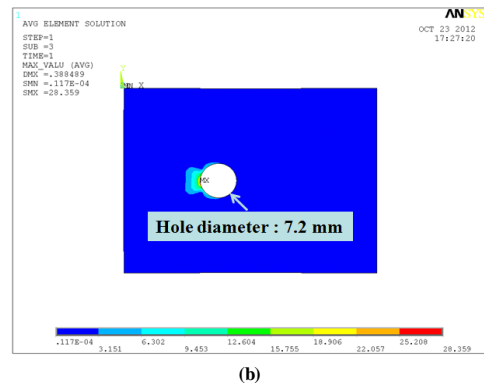 1
AVG ELEMENT SOLUTION
STEP=1
SUB =3
TIME=1
MAX_VALU (AVG)
DMX =.388489
SMN =.117E-04
SMX =28.359
ANSYS
OCT 23 2012
17:27:20
Y
MN X
MX
Hole diameter : 7.2 mm
.117E-04 6.302 12.604 18.906 25.208
3.151 9.453 15.755 22.057 28.359
(b)